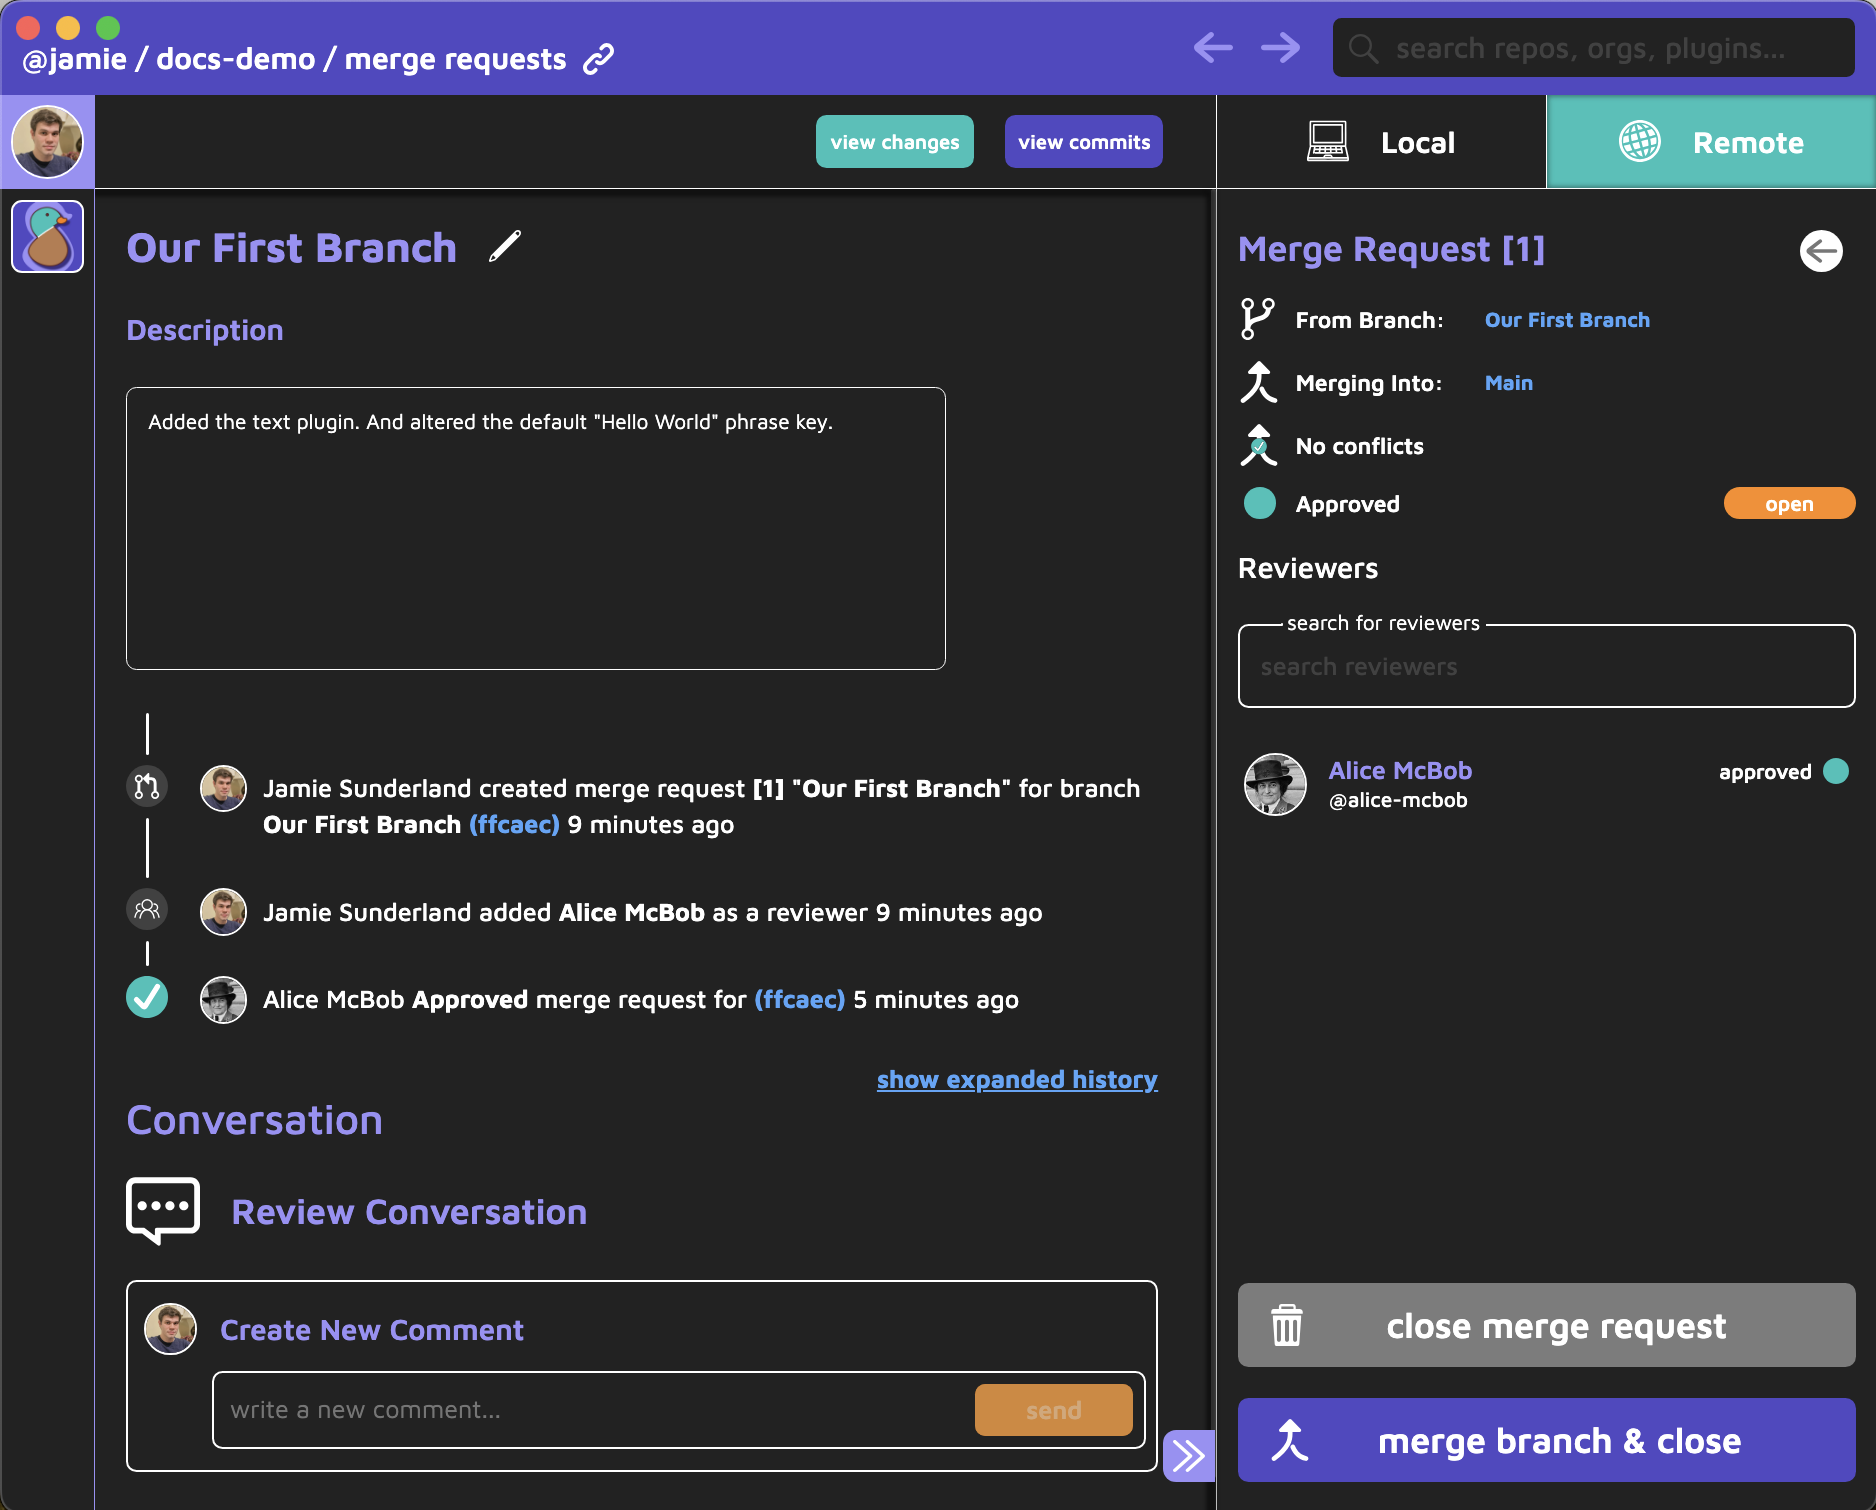 @jamie / docs-demo / merge requests
search repos, orgs, plugins...
view changes
view commits
Local
Remote
Our First Branch
Description
Added the text plugin. And altered the default "Hello World" phrase key.
Jamie Sunderland created merge request [1] "Our First Branch" for branch
Our First Branch (ffcaec) 9 minutes ago
Jamie Sunderland added Alice McBob as a reviewer 9 minutes ago
Alice McBob Approved merge request for (ffcaec) 5 minutes ago
show expanded history
Conversation
Review Conversation
Create New Comment
write a new comment...
send
Merge Request [1]
From Branch: Our First Branch
Merging Into: Main
No conflicts
Approved
open
Reviewers
search for reviewers
search reviewers
Alice McBob
@alice-mcbob
approved
close merge request
merge branch & close